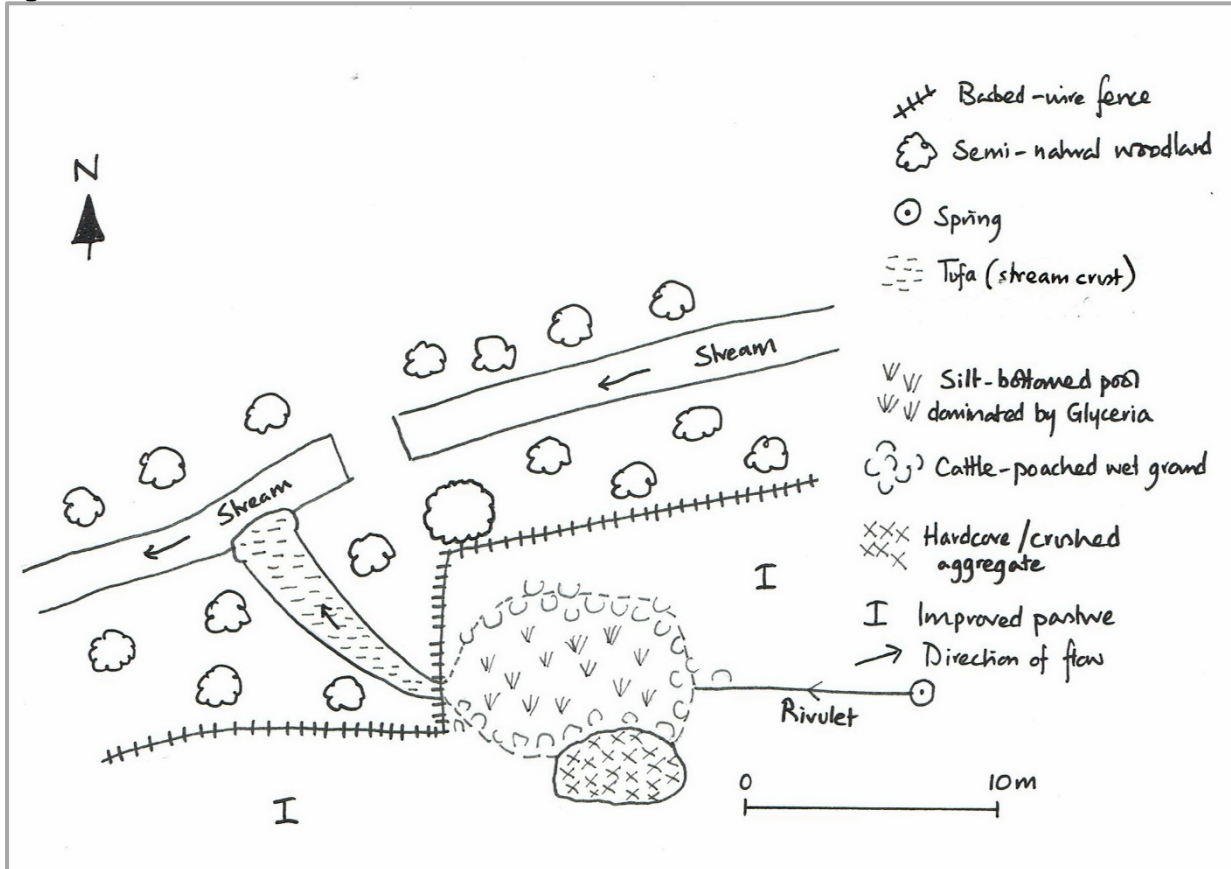 N
Barbed-wire fence
Semi-natural woodland
Spring
Tufa (stream crust)
Stream
Silt-bottomed pool
dominated by Glyceria
Cattle-poached wet ground
Stream
Hardcore/crushed
aggregate
I
I Improved pasture
Direction of flow
Rivulet
0 10m
I